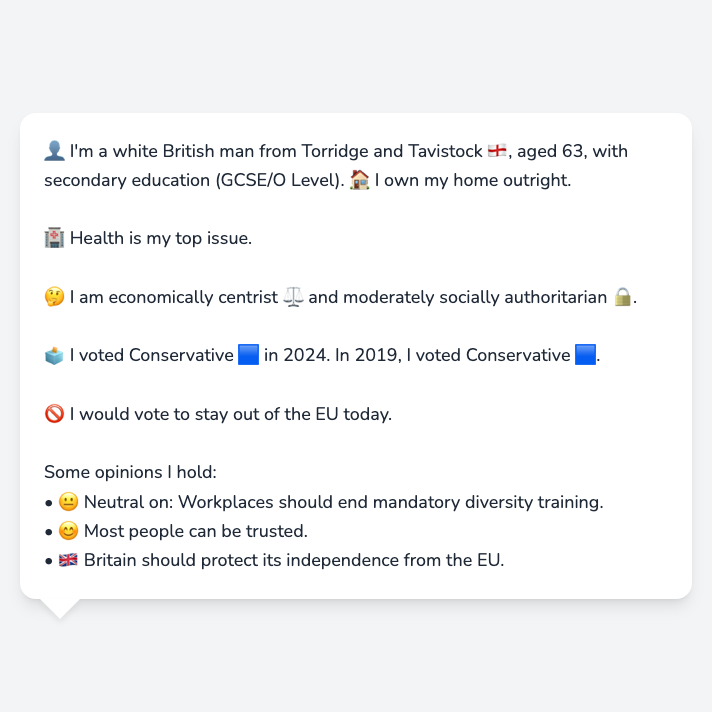 👤 I'm a white British man from Torridge and Tavistock 🏴󠁧󠁢󠁥󠁮󠁧󠁿, aged 63, with
secondary education (GCSE/O Level). 🏠 I own my home outright.
🏥 Health is my top issue.
🤔 I am economically centrist ⚖️ and moderately socially authoritarian 🔒.
🗳️ I voted Conservative 🟦 in 2024. In 2019, I voted Conservative 🟦.
🚫 I would vote to stay out of the EU today.
Some opinions I hold:
• 😐 Neutral on: Workplaces should end mandatory diversity training.
• 😊 Most people can be trusted.
• 🇬🇧 Britain should protect its independence from the EU.